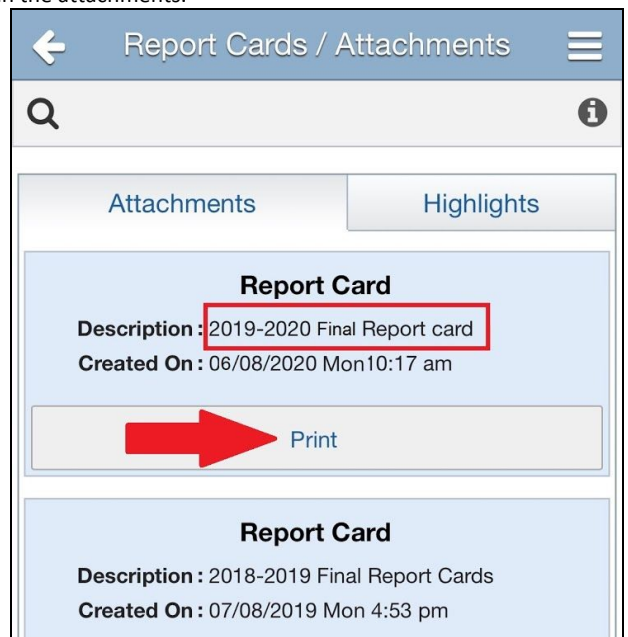 the attachments.
Report Cards / Attachments
Attachments Highlights
Report Card
Description : 2019-2020 Final Report card
Created On : 06/08/2020 Mon10:17 am
Print
Report Card
Description : 2018-2019 Final Report Cards
Created On : 07/08/2019 Mon 4:53 pm